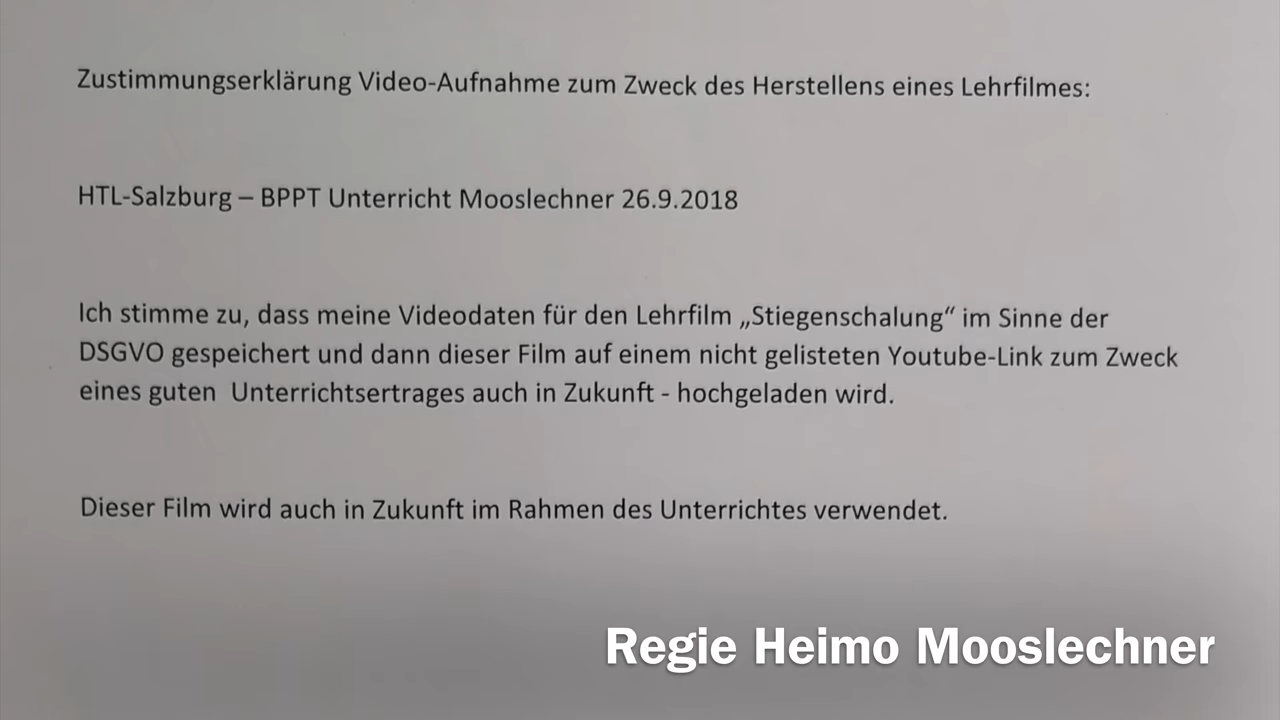 Zustimmungserklärung Video-Aufnahme zum Zweck des Herstellens eines Lehrfilmes:
HTL-Salzburg – BPPT Unterricht Mooslechner 26.9.2018
Ich stimme zu, dass meine Videodaten für den Lehrfilm „Stiegenschalung“ im Sinne der
DSGVO gespeichert und dann dieser Film auf einem nicht gelisteten Youtube-Link zum Zweck
eines guten  Unterrichtsertrages auch in Zukunft - hochgeladen wird.
Dieser Film wird auch in Zukunft im Rahmen des Unterrichtes verwendet.
Regie Heimo Mooslechner